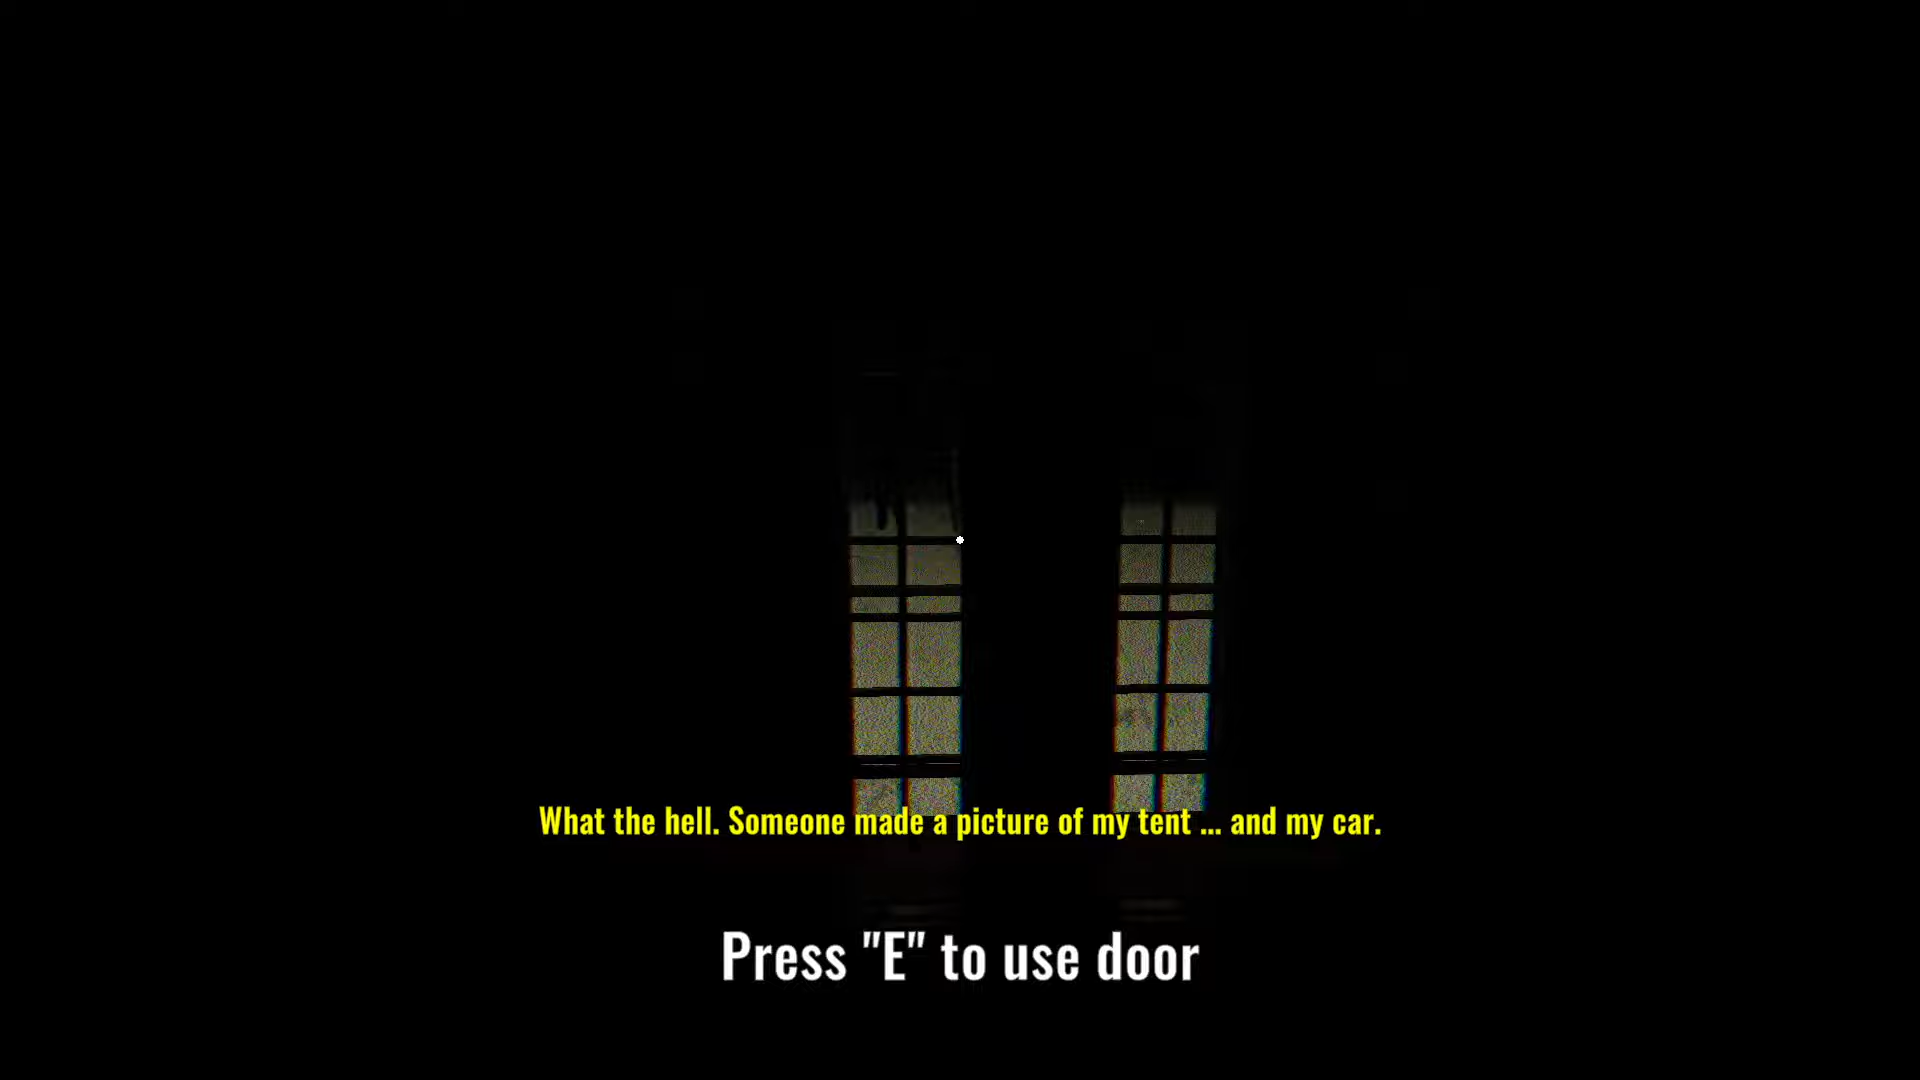 What the hell. Someone made a picture of my tent ... and my car.
Press "E" to use door